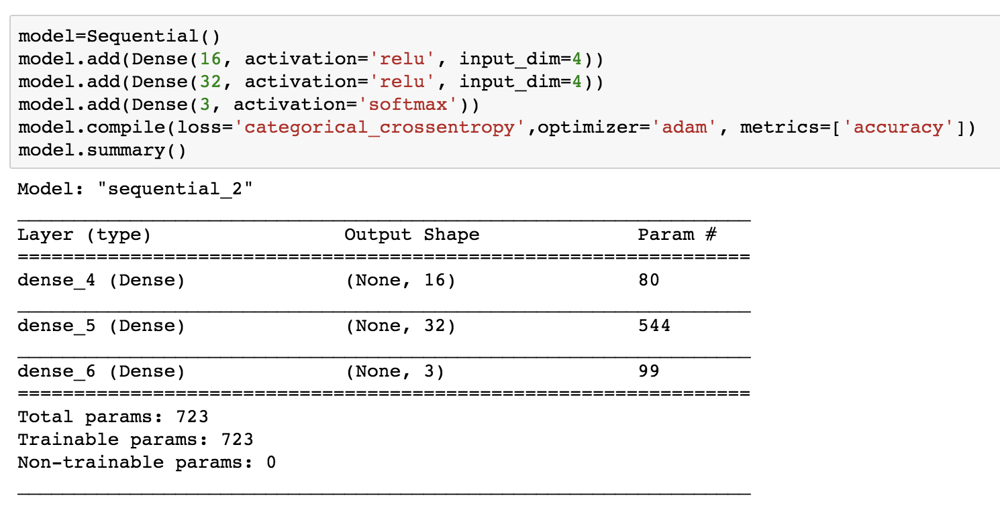 model=Sequential()
model.add(Dense(16, activation='relu', input_dim=4))
model.add(Dense(32, activation='relu', input_dim=4))
model.add(Dense(3, activation='softmax'))
model.compile(loss='categorical_crossentropy',optimizer='adam', metrics=['accuracy'])
model.summary()
Model: "sequential_2"
_________________________________________________________________
Layer (type)                 Output Shape              Param #
=================================================================
dense_4 (Dense)              (None, 16)                80
_________________________________________________________________
dense_5 (Dense)              (None, 32)                544
_________________________________________________________________
dense_6 (Dense)              (None, 3)                 99
=================================================================
Total params: 723
Trainable params: 723
Non-trainable params: 0
_________________________________________________________________